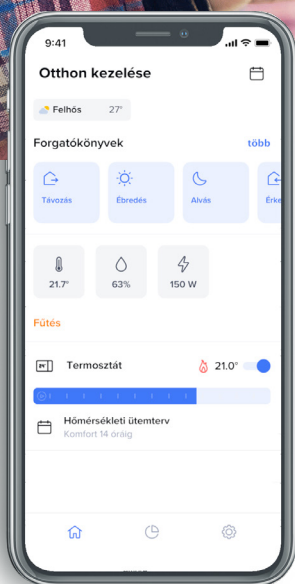 9:41
Otthon kezelése
Felhős 27°
Forgatókönyvek több
Távozás Ébredés Alvás Érke
21.7° 63% 150 W
Fűtés
Termosztát 21.0°
Hőmérsékleti ütemterv
Komfort 14 óráig